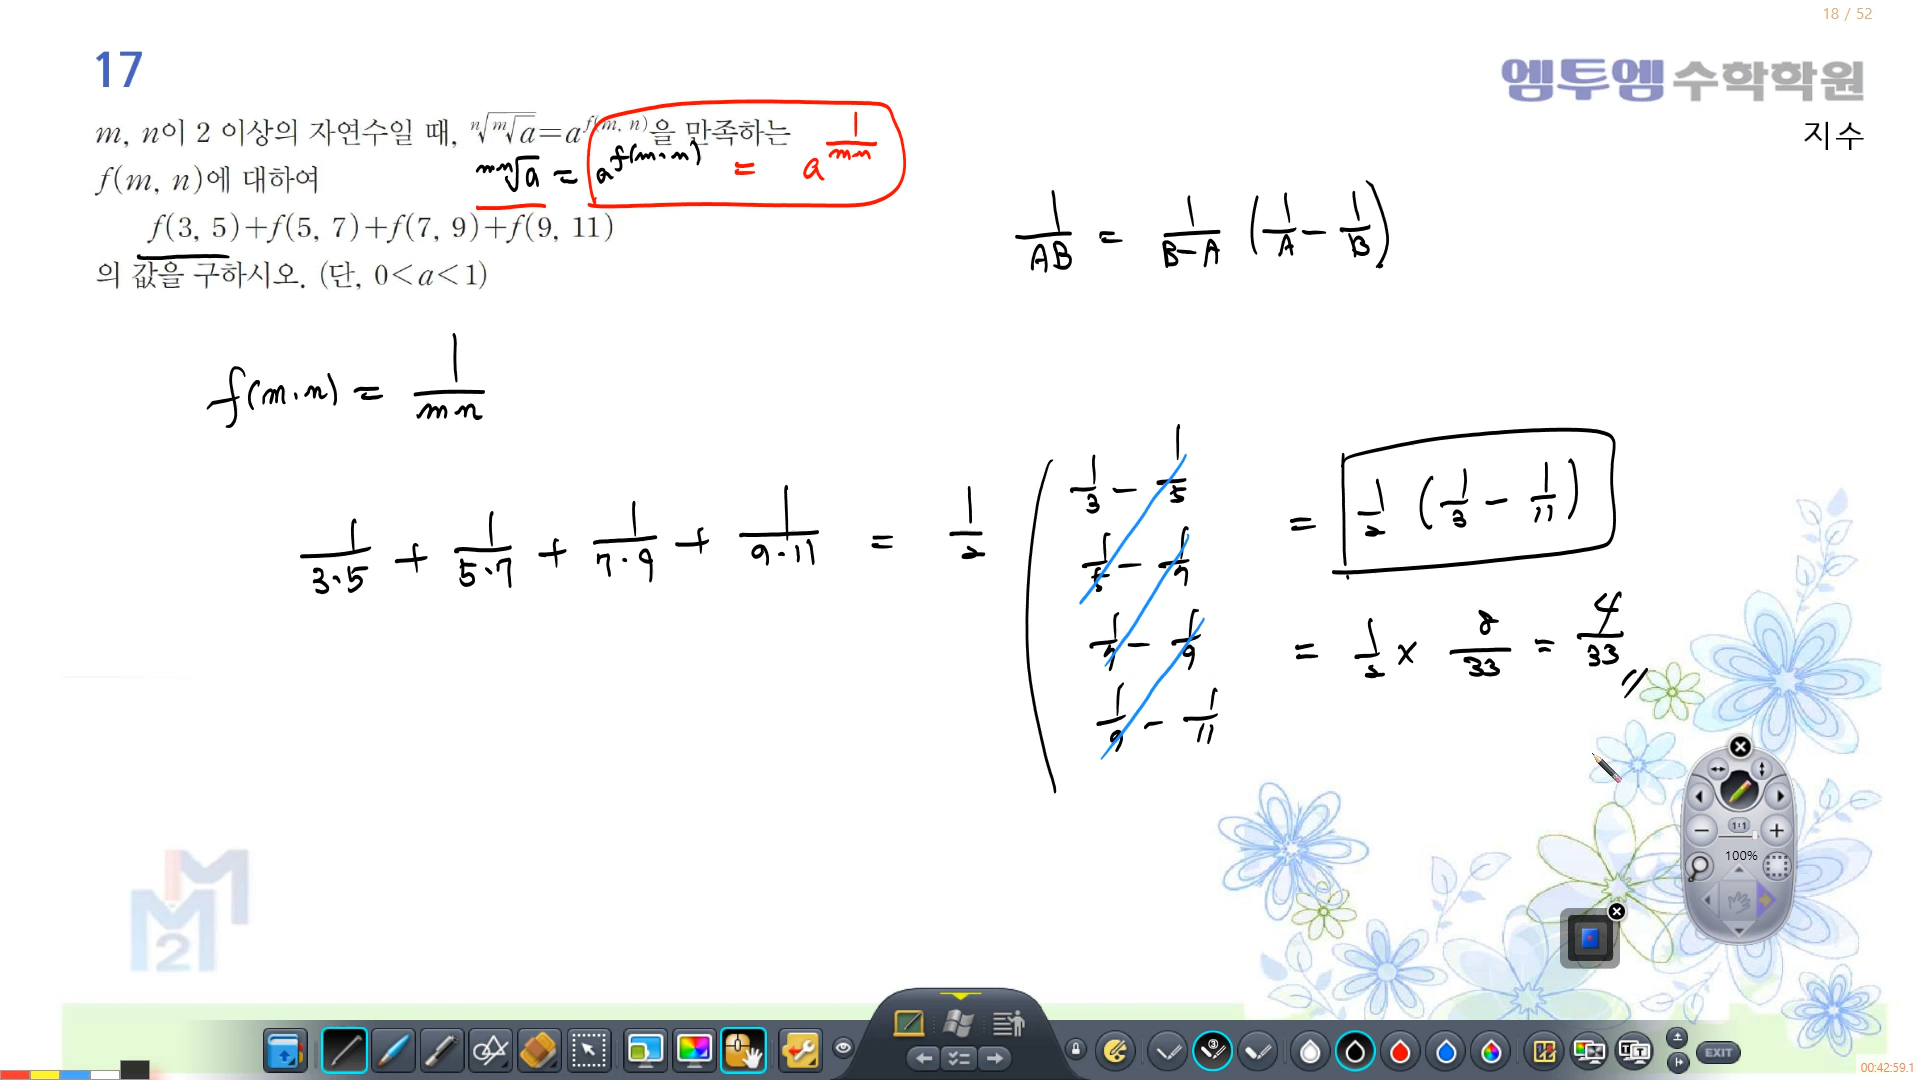 18 / 52
17
엠투엠 수학학원
지수
m, n이 2 이상의 자연수일 때, ⁿ√ᵐ√a=a^{f(m, n)}을 만족하는
ᵐⁿ√a = a^{f(m.n)} = a^{1/mn}
f(m, n)에 대하여
f(3, 5)+f(5, 7)+f(7, 9)+f(9, 11)
의 값을 구하시오. (단, 0<a<1)
1/AB = 1/(B-A) (1/A - 1/B)
f(m.n) = 1/mn
1/3·5 + 1/5·7 + 1/7·9 + 1/9·11 = 1/2 ( 1/3 - 1/5
1/5 - 1/7
1/7 - 1/9
1/9 - 1/11
= 1/2 (1/3 - 1/11)
= 1/2 × 8/33 = 4/33 〃
1:1
100%
M M 2
EXIT
00:42:59.1